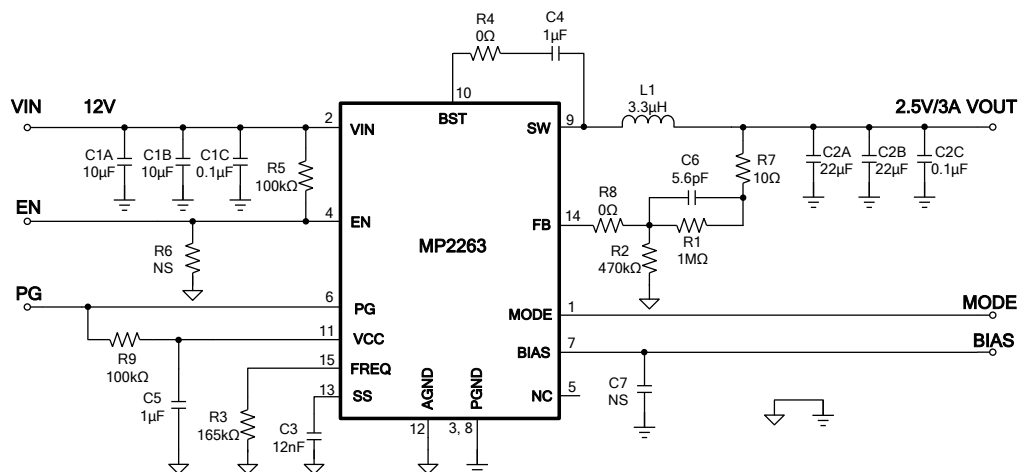 R4
0Ω
C4
1µF
10
BST
VIN
12V
2
VIN
C1A
10µF
C1B
10µF
C1C
0.1µF
R5
100kΩ
EN
4
EN
R6
NS
PG
6
PG
11
VCC
R9
100kΩ
C5
1µF
15
FREQ
R3
165kΩ
13
SS
C3
12nF
MP2263
AGND
12
PGND
3, 8
SW
9
L1
3.3µH
2.5V/3A VOUT
C6
5.6pF
R7
10Ω
C2A
22µF
C2B
22µF
C2C
0.1µF
FB
14
R8
0Ω
R2
470kΩ
R1
1MΩ
MODE
1
MODE
BIAS
7
BIAS
C7
NS
NC
5